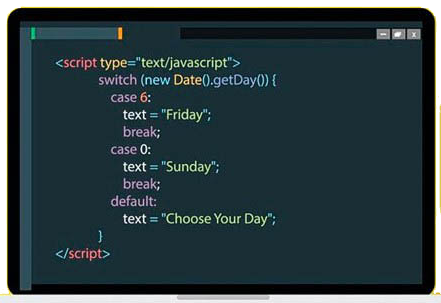 <script type="text/javascript">
switch (new Date().getDay()) {
case 6:
text = "Friday";
break;
case 0:
text = "Sunday";
break;
default:
text = "Choose Your Day";
}
</script>